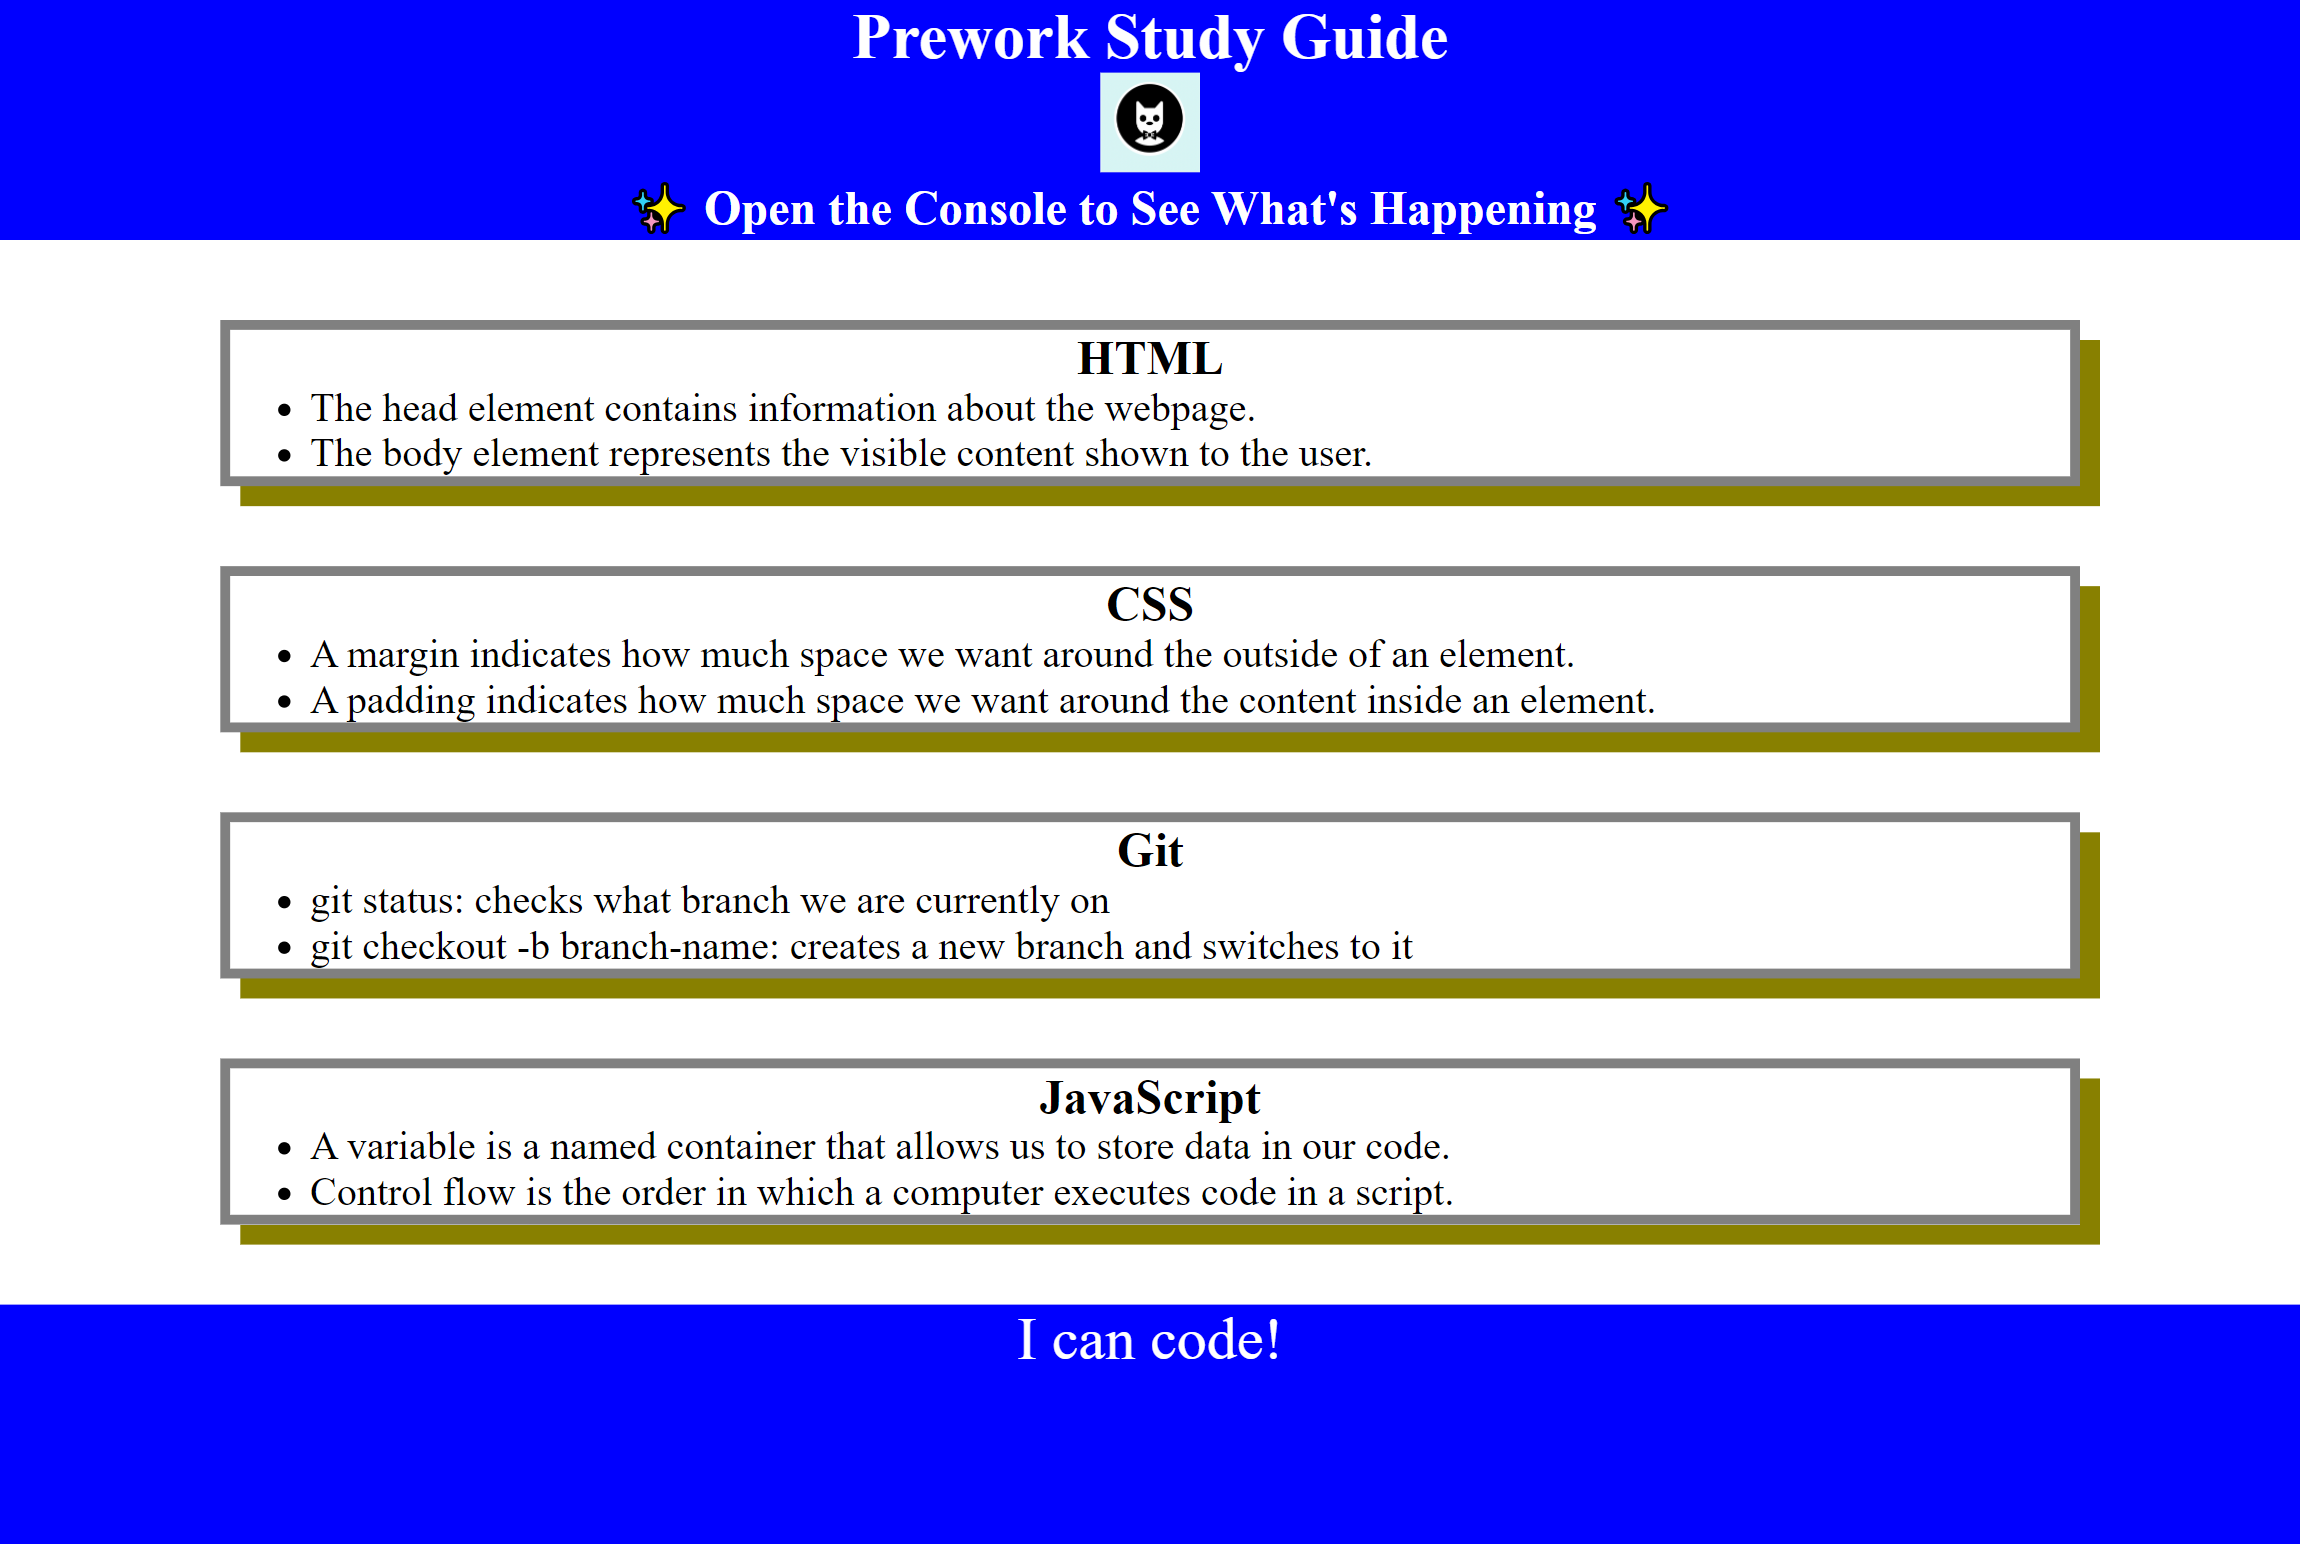 Prework Study Guide
✨ Open the Console to See What's Happening ✨
HTML
• The head element contains information about the webpage.
• The body element represents the visible content shown to the user.
CSS
• A margin indicates how much space we want around the outside of an element.
• A padding indicates how much space we want around the content inside an element.
Git
• git status: checks what branch we are currently on
• git checkout -b branch-name: creates a new branch and switches to it
JavaScript
• A variable is a named container that allows us to store data in our code.
• Control flow is the order in which a computer executes code in a script.
I can code!